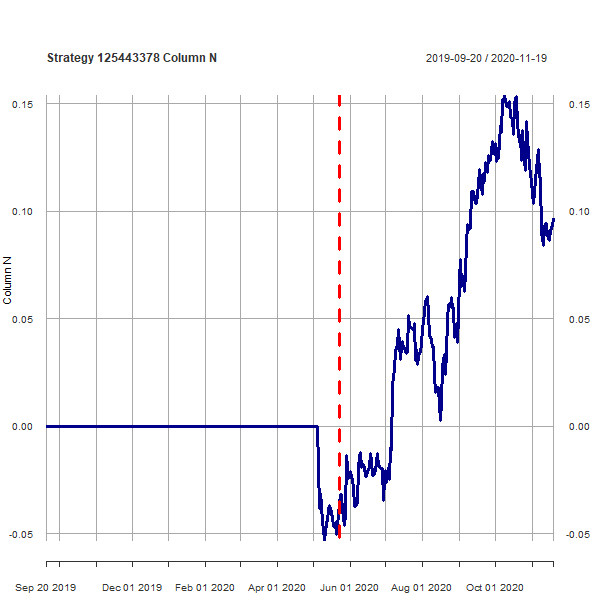 Strategy 125443378 Column N
2019-09-20 / 2020-11-19
0.15
0.15
0.10
0.10
0.05
0.05
0.00
0.00
-0.05
-0.05
Column N
Sep 20 2019
Dec 01 2019
Feb 01 2020
Apr 01 2020
Jun 01 2020
Aug 01 2020
Oct 01 2020